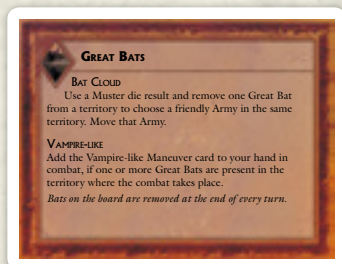 GREAT BATS
BAT CLOUD
Use a Muster die result and remove one Great Bat
from a territory to choose a friendly Army in the same
territory. Move that Army.
VAMPIRE-LIKE
Add the Vampire-like Maneuver card to your hand in
combat, if one or more Great Bats are present in the
territory where the combat takes place.
Bats on the board are removed at the end of every turn.